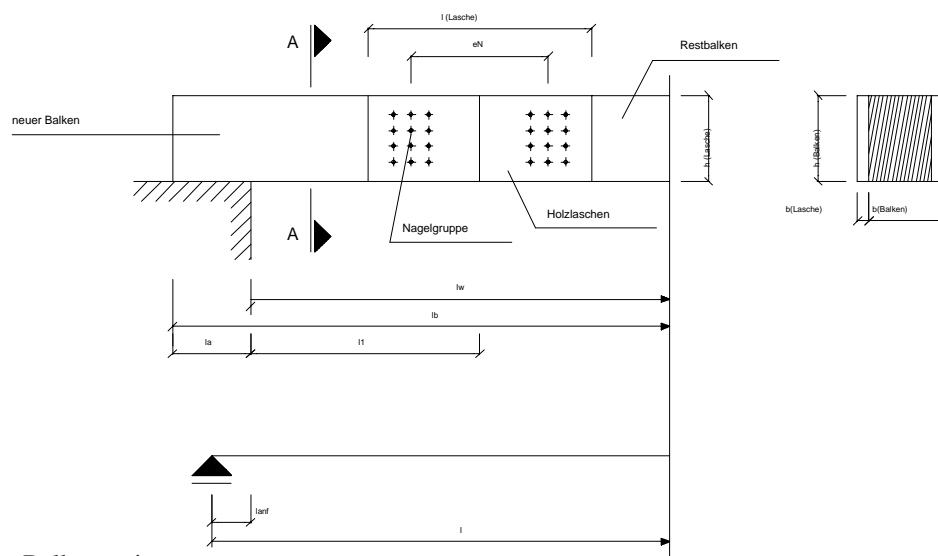 l (Lasche)
A
eN
Restbalken
neuer Balken
h (Lasche)
h (Balken)
b(Lasche)
b(Balken)
Holzlaschen
Nagelgruppe
A
lw
lb
la
l1
lanf
l